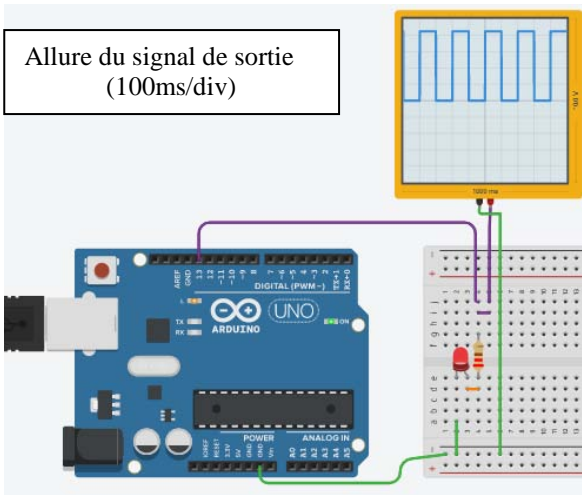 Allure du signal de sortie
(100ms/div)
1000 ms
AREF
GND
13
12
~11
~10
~9
8
7
~6
~5
4
~3
2
TX→1
RX←0
DIGITAL (PWM~)
L
TX
RX
UNO
ON
ARDUINO
POWER
ANALOG IN
IOREF
RESET
3.3V
5V
GND
GND
Vin
A0
A1
A2
A3
A4
A5